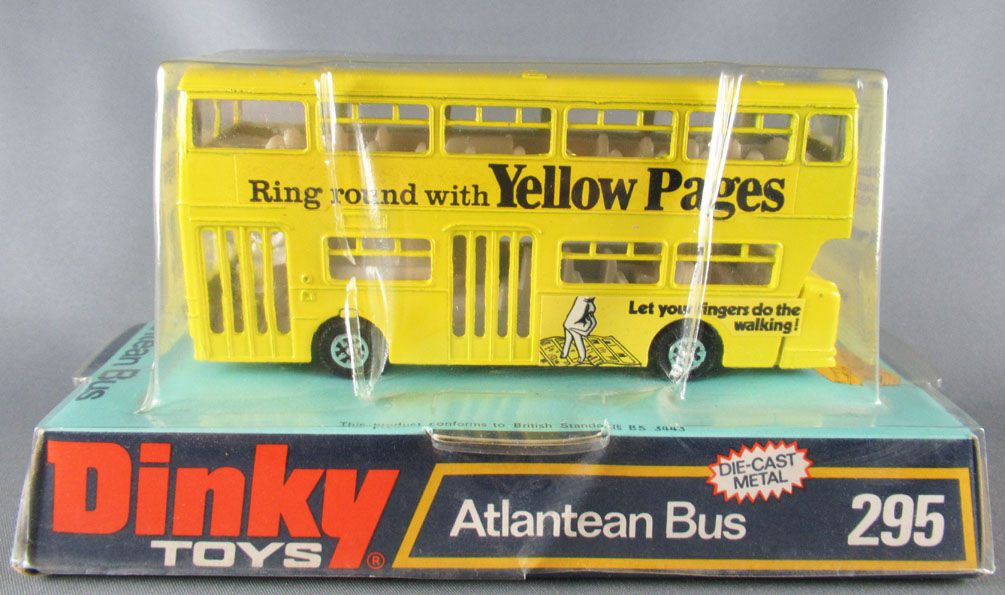 Ring round with Yellow Pages
Let your fingers do the
walking!
This product conforms to British Standard BS 3443
Bus
Dinky
TOYS®
Atlantean Bus
DIE-CAST
METAL
295